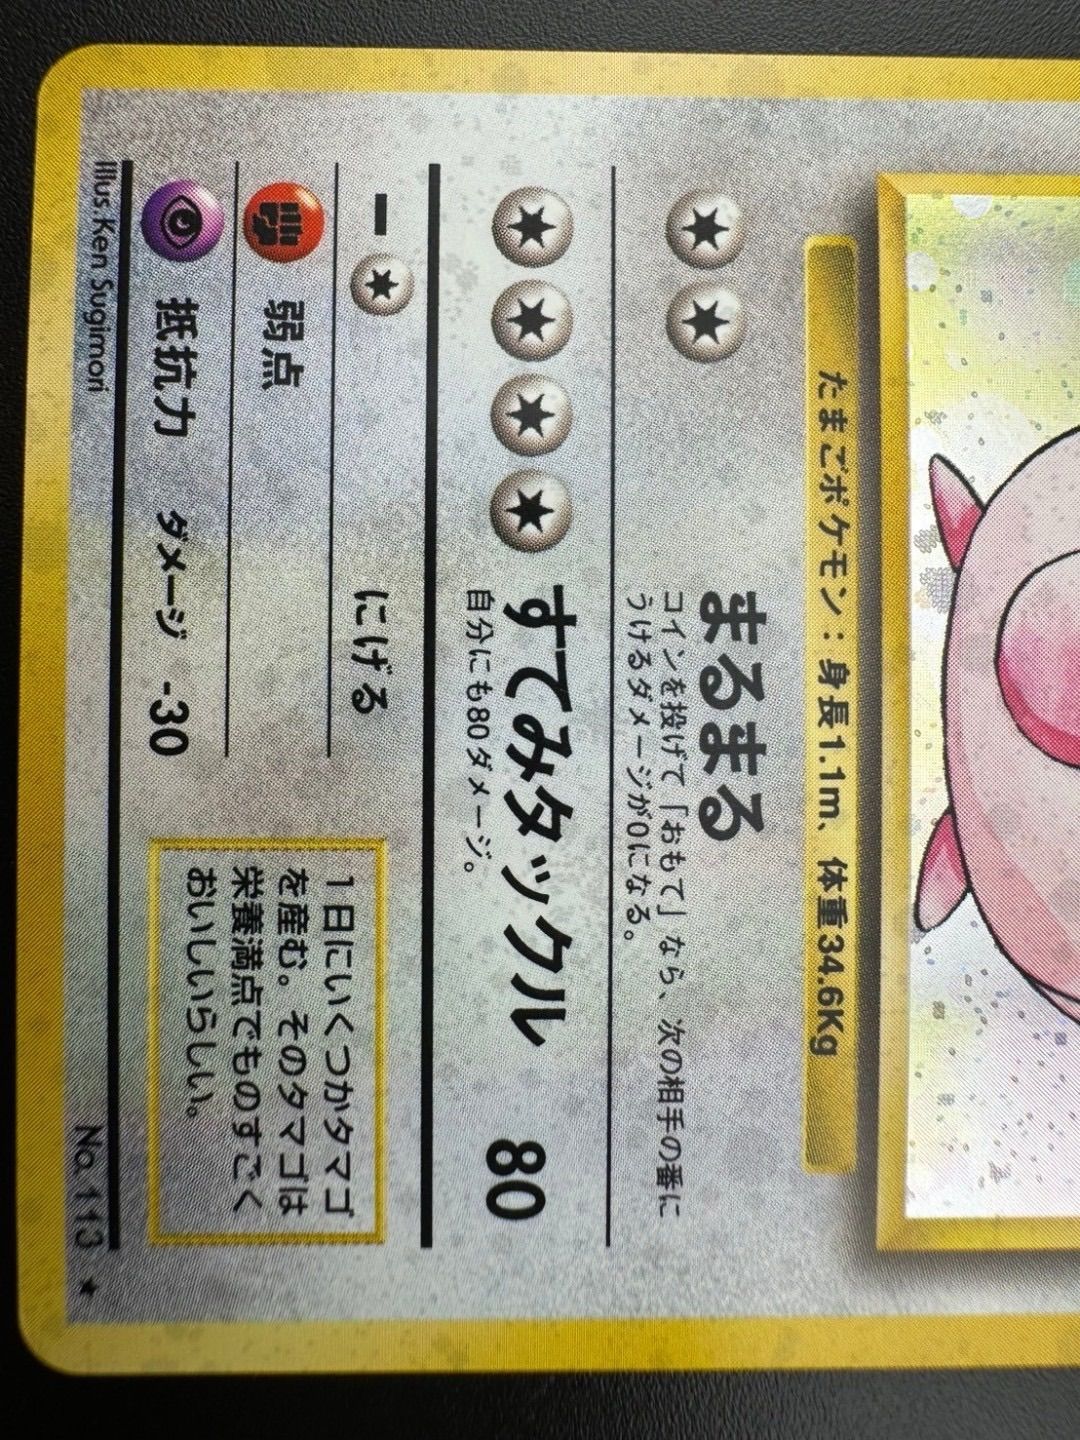 たまごポケモン：身長1.1m、体重34.6Kg
まるまる
コインを投げて「おもて」なら、次の相手の番に
うけるダメージが0になる。
すてみタックル 80
自分にも80ダメージ。
にげる
弱点
抵抗力 ダメージ -30
1日にいくつかタマゴ
を産む。そのタマゴは
栄養満点でものすごく
おいしいらしい。
Illus.Ken Sugimori
No.113 ★